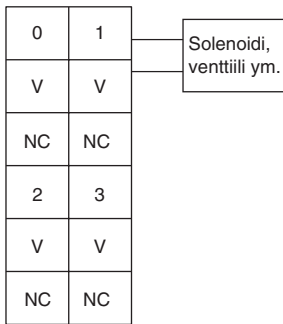 0 1
V V
NC NC
2 3
V V
NC NC
Solenoidi,
venttiili ym.